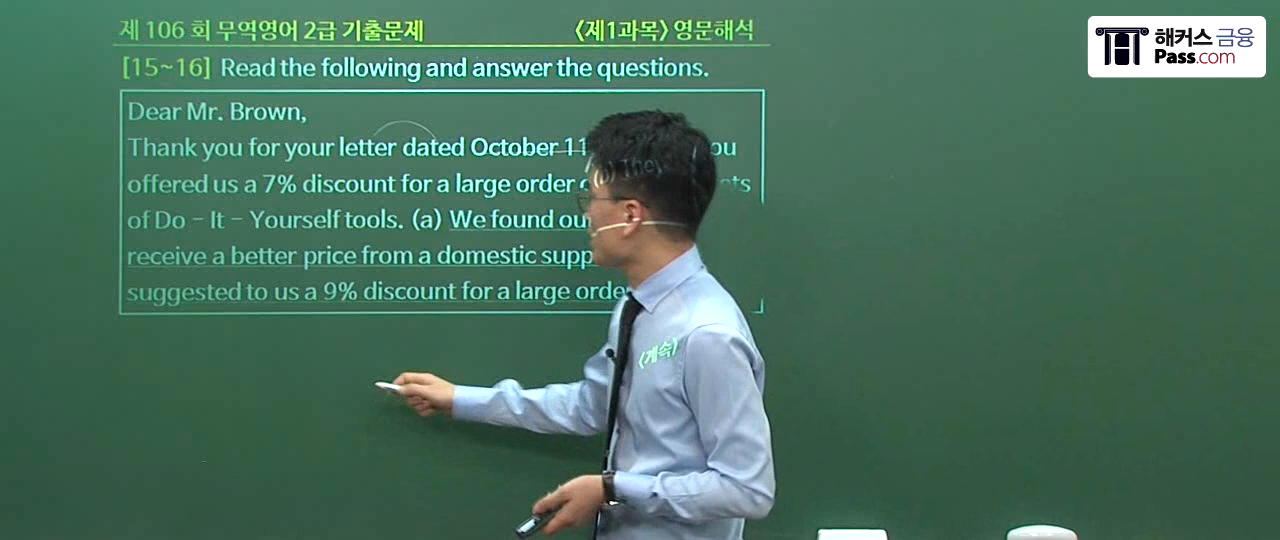 제 106 회 무역영어 2급 기출문제
<제1과목> 영문해석
해커스 금융
Pass.com
[15~16] Read the following and answer the questions.
Dear Mr. Brown,
Thank you for your letter dated October 11
offered us a 7% discount for a large order
of Do - It - Yourself tools. (a) We found
receive a better price from a domestic
suggested to us a 9% discount for a large
(b) They
<계속>